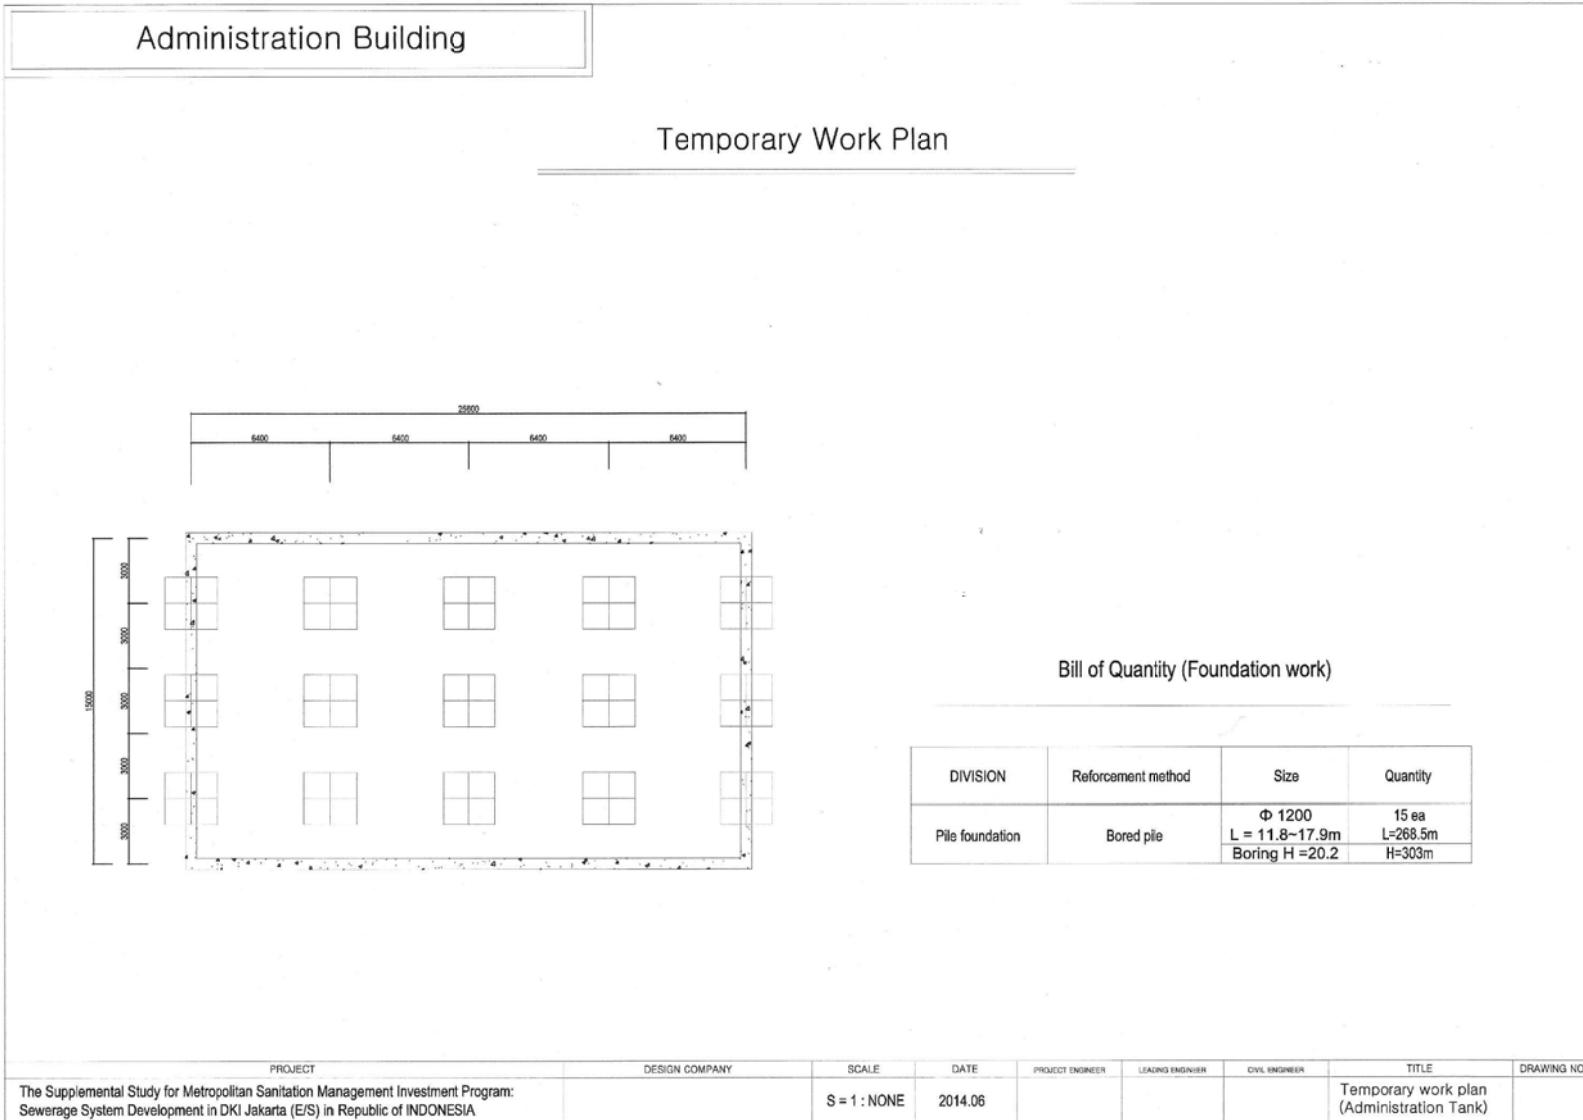 Administration Building
Temporary Work Plan
25600
6400 6400 6400 6400
3000
3000
3000
3000
3000
15000
Bill of Quantity (Foundation work)
DIVISION Reforcement method Size Quantity
Pile foundation Bored pile Φ 1200 15 ea
L = 11.8~17.9m L=268.5m
Boring H =20.2 H=303m
PROJECT DESIGN COMPANY SCALE DATE PROJECT ENGINEER LEADING ENGINEER CIVIL ENGINEER TITLE DRAWING NO
The Supplemental Study for Metropolitan Sanitation Management Investment Program:
Sewerage System Development in DKI Jakarta (E/S) in Republic of INDONESIA
S = 1 : NONE 2014.06
Temporary work plan
(Administration Tank)